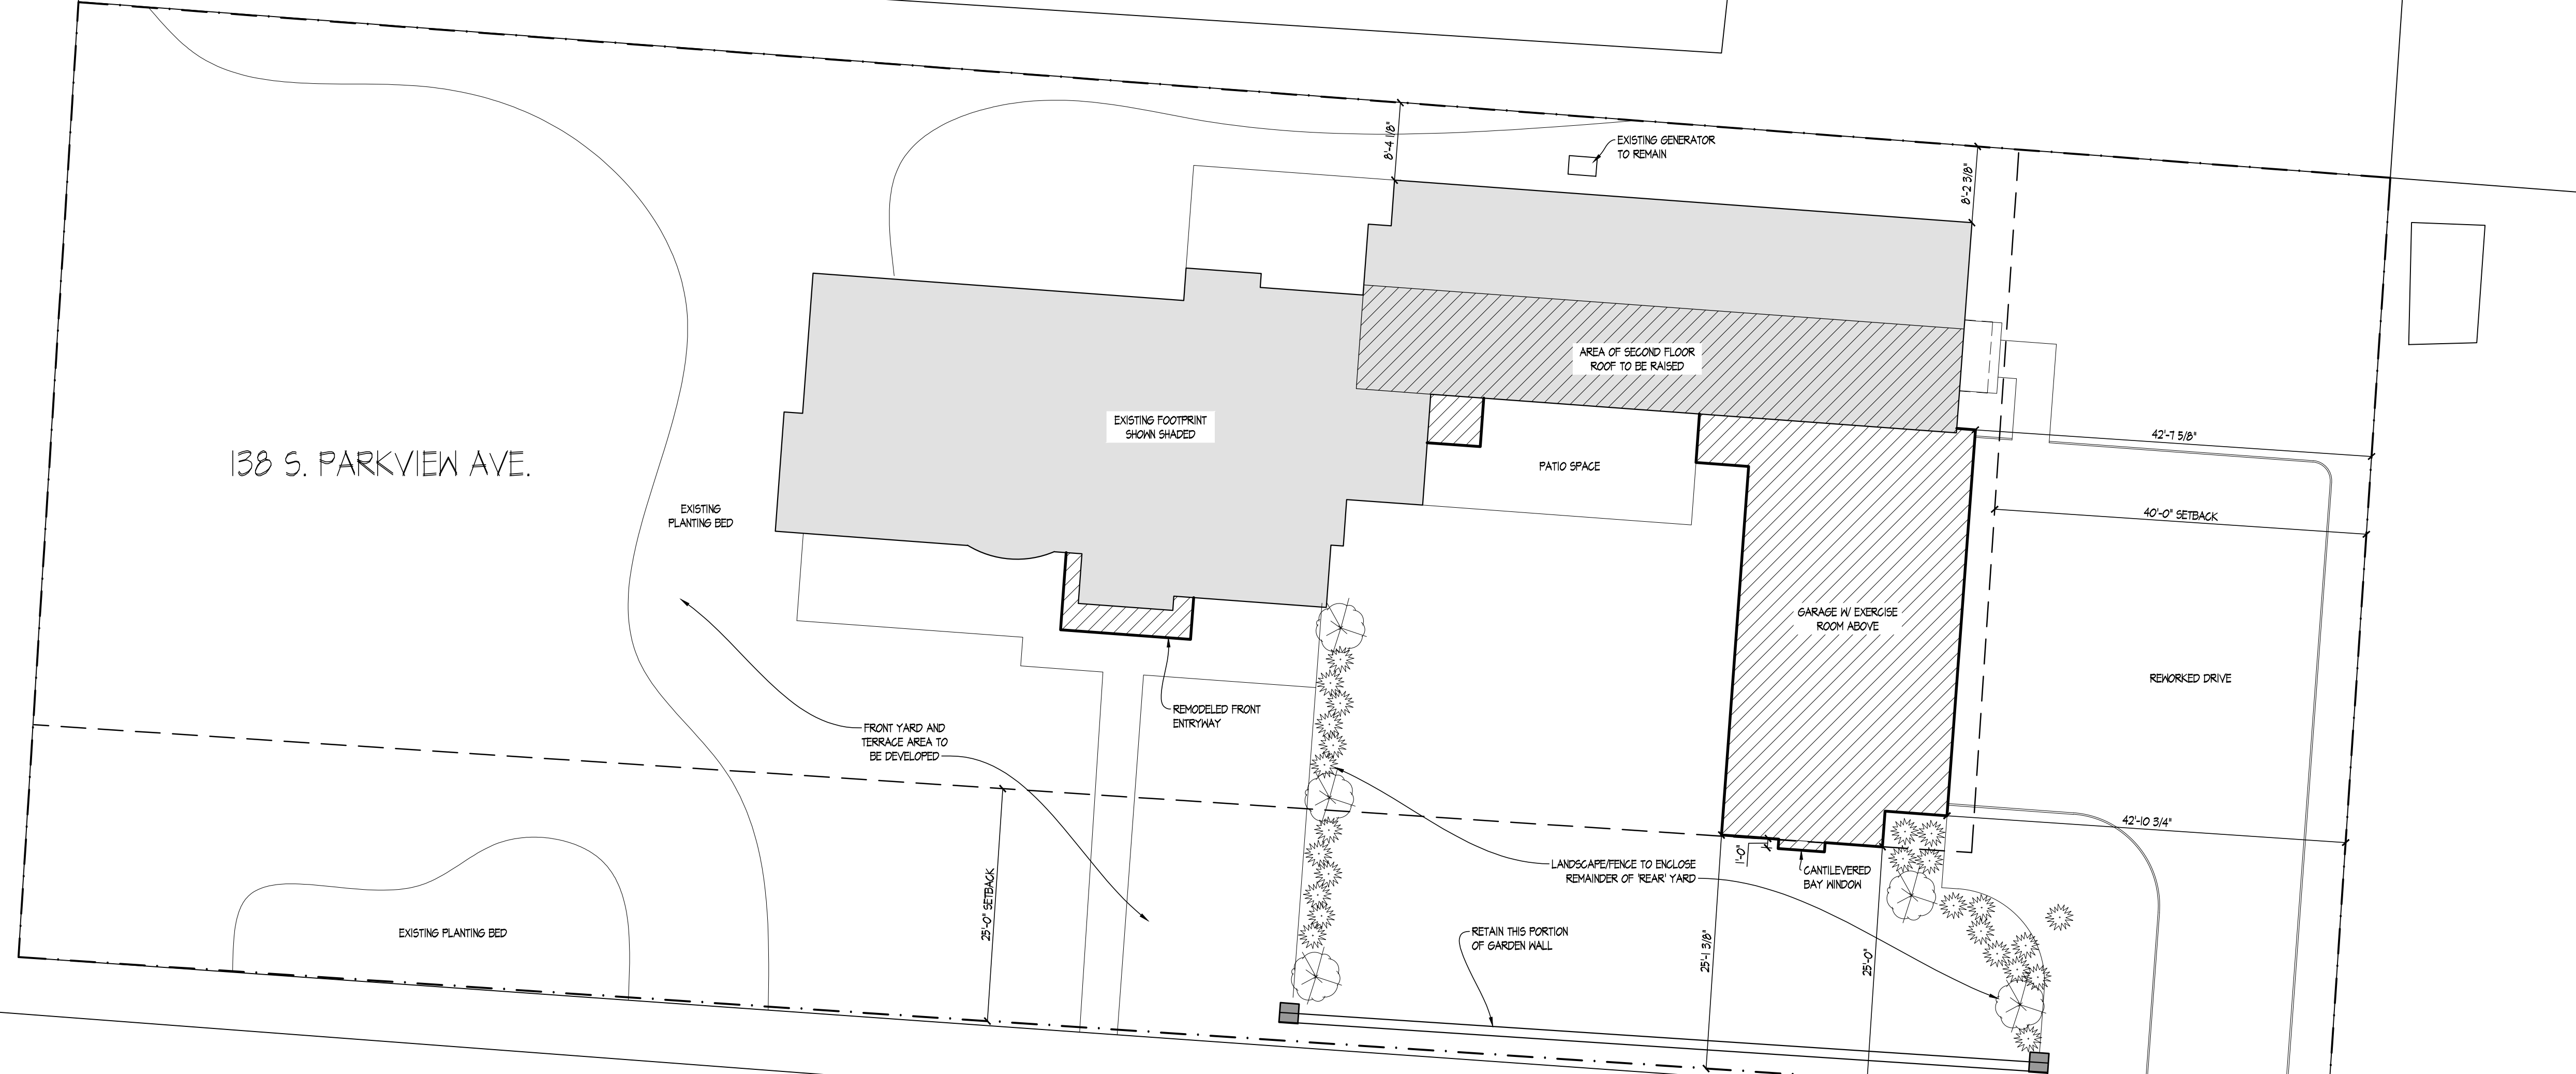 8'-4 1/8"
EXISTING GENERATOR
TO REMAIN
8'-2 3/8"
AREA OF SECOND FLOOR
ROOF TO BE RAISED
EXISTING FOOTPRINT
SHOWN SHADED
42'-7 5/8"
138 S. PARKVIEW AVE.
PATIO SPACE
EXISTING
PLANTING BED
40'-0" SETBACK
GARAGE W/ EXERCISE
ROOM ABOVE
REWORKED DRIVE
REMODELED FRONT
ENTRYWAY
FRONT YARD AND
TERRACE AREA TO
BE DEVELOPED
42'-10 3/4"
1'-0"
LANDSCAPE/FENCE TO ENCLOSE
REMAINDER OF 'REAR' YARD
CANTILEVERED
BAY WINDOW
25'-0" SETBACK
EXISTING PLANTING BED
RETAIN THIS PORTION
OF GARDEN WALL
25'-1 3/8"
25'-0"